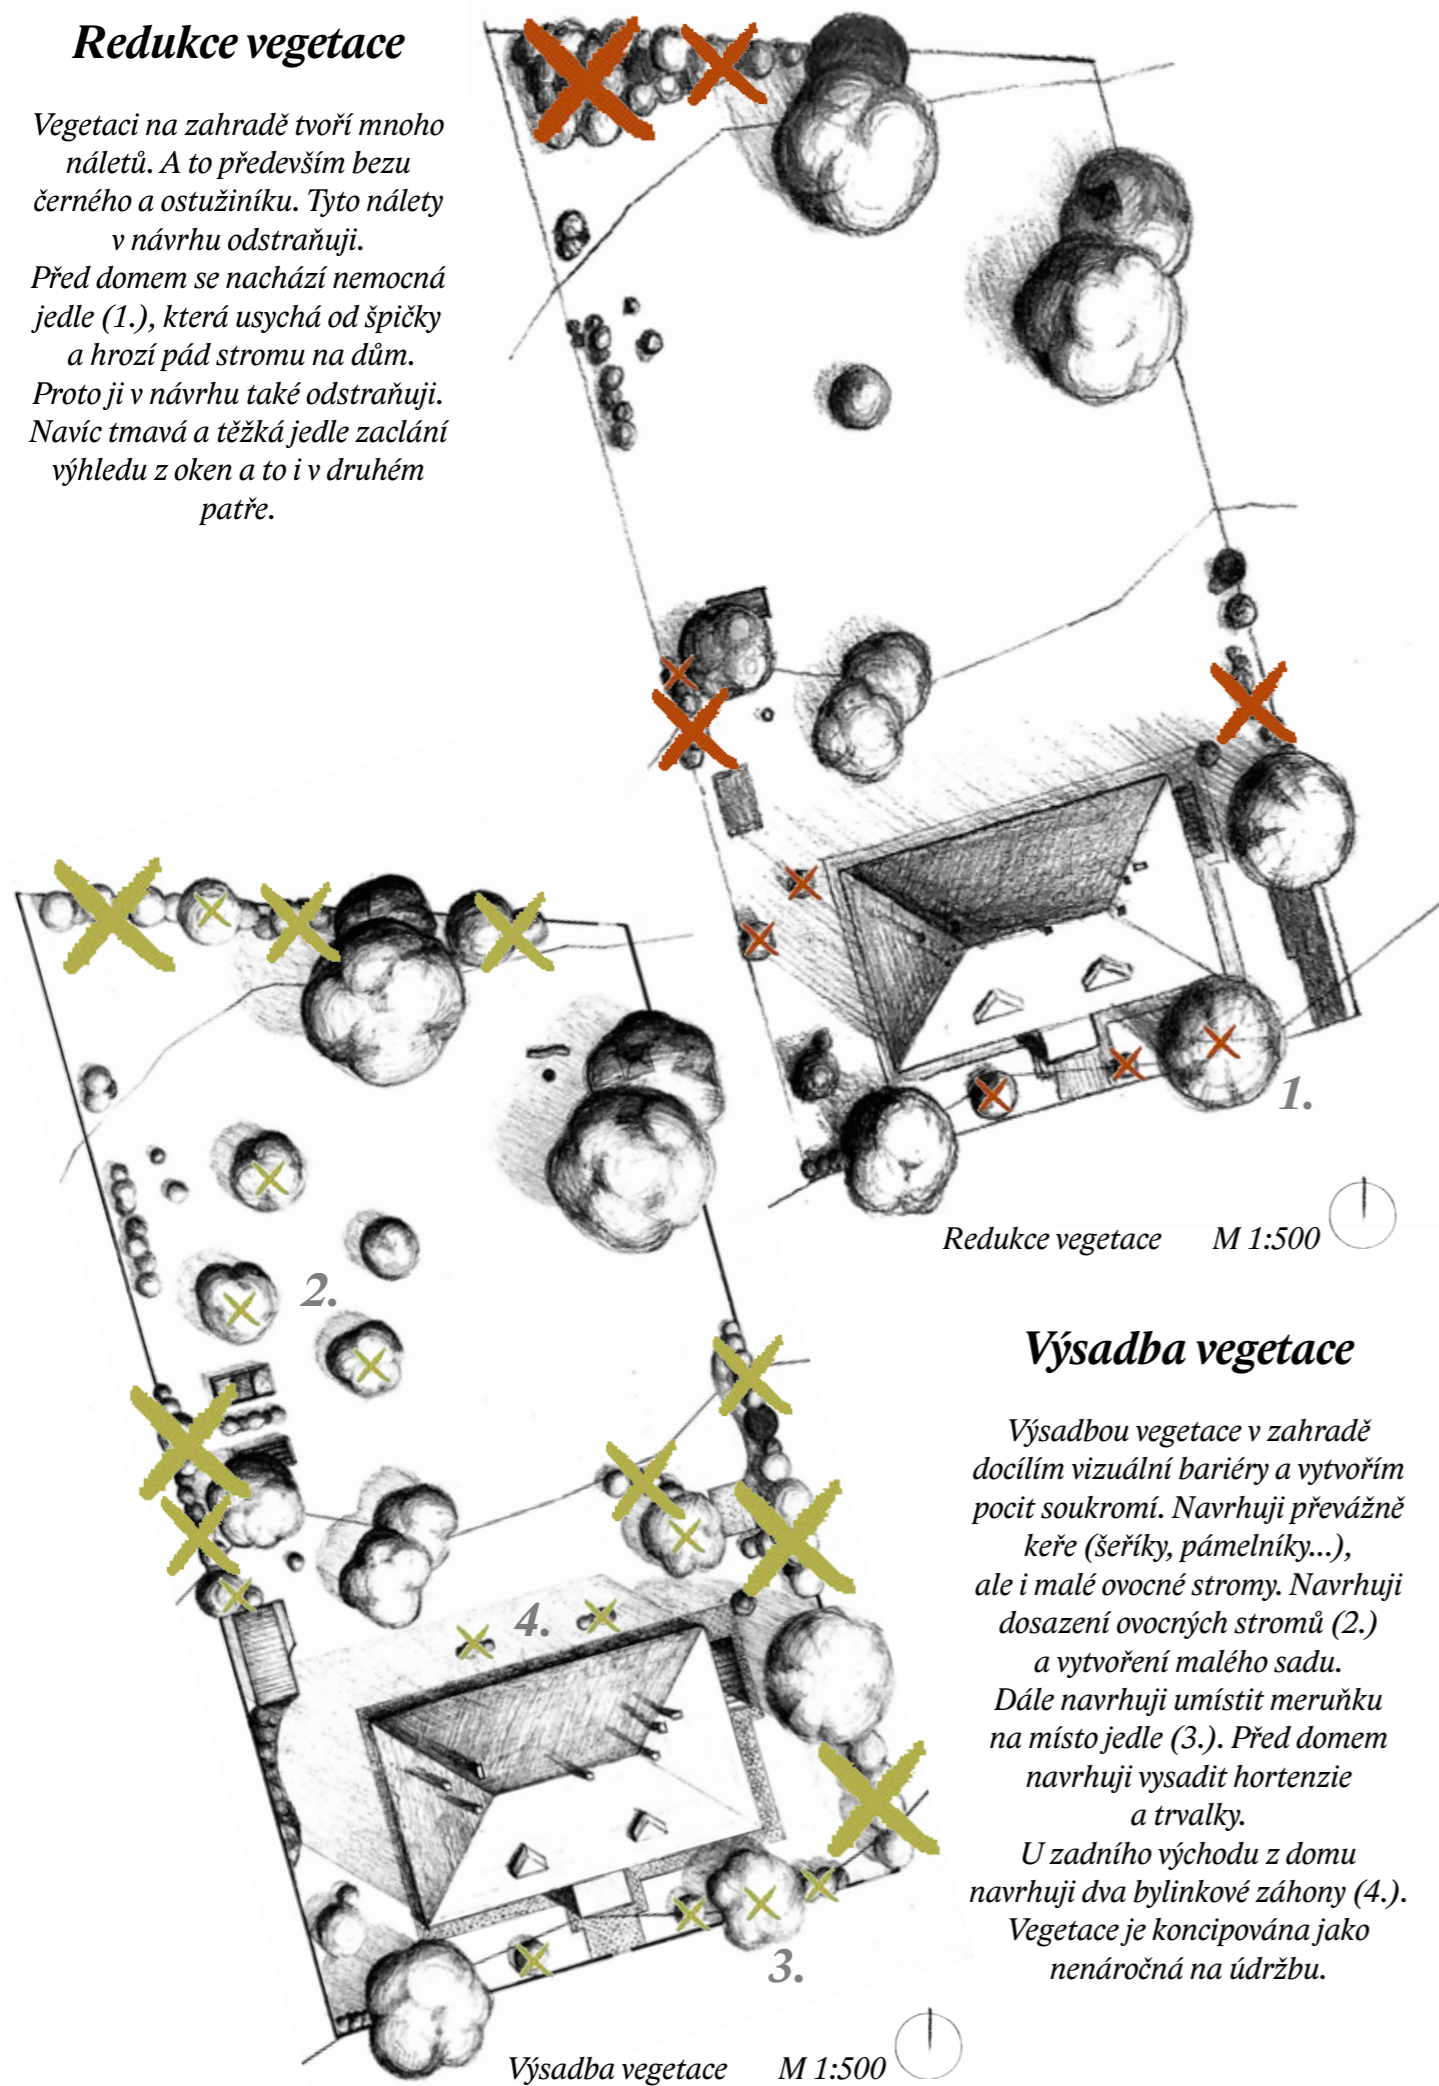 Redukce vegetace
Vegetaci na zahradě tvoří mnoho
náletů. A to především bezu
černého a ostužiníku. Tyto nálety
v návrhu odstraňuji.
Před domem se nachází nemocná
jedle (1.), která usychá od špičky
a hrozí pád stromu na dům.
Proto ji v návrhu také odstraňuji.
Navíc tmavá a těžká jedle zaclání
výhledu z oken a to i v druhém
patře.
1.
Redukce vegetace M 1:500
2.
4.
3.
Výsadba vegetace
Výsadbou vegetace v zahradě
docílím vizuální bariéry a vytvořím
pocit soukromí. Navrhuji převážně
keře (šeříky, pámelníky...),
ale i malé ovocné stromy. Navrhuji
dosazení ovocných stromů (2.)
a vytvoření malého sadu.
Dále navrhuji umístit meruňku
na místo jedle (3.). Před domem
navrhuji vysadit hortenzie
a trvalky.
U zadního východu z domu
navrhuji dva bylinkové záhony (4.).
Vegetace je koncipována jako
nenáročná na údržbu.
Výsadba vegetace M 1:500